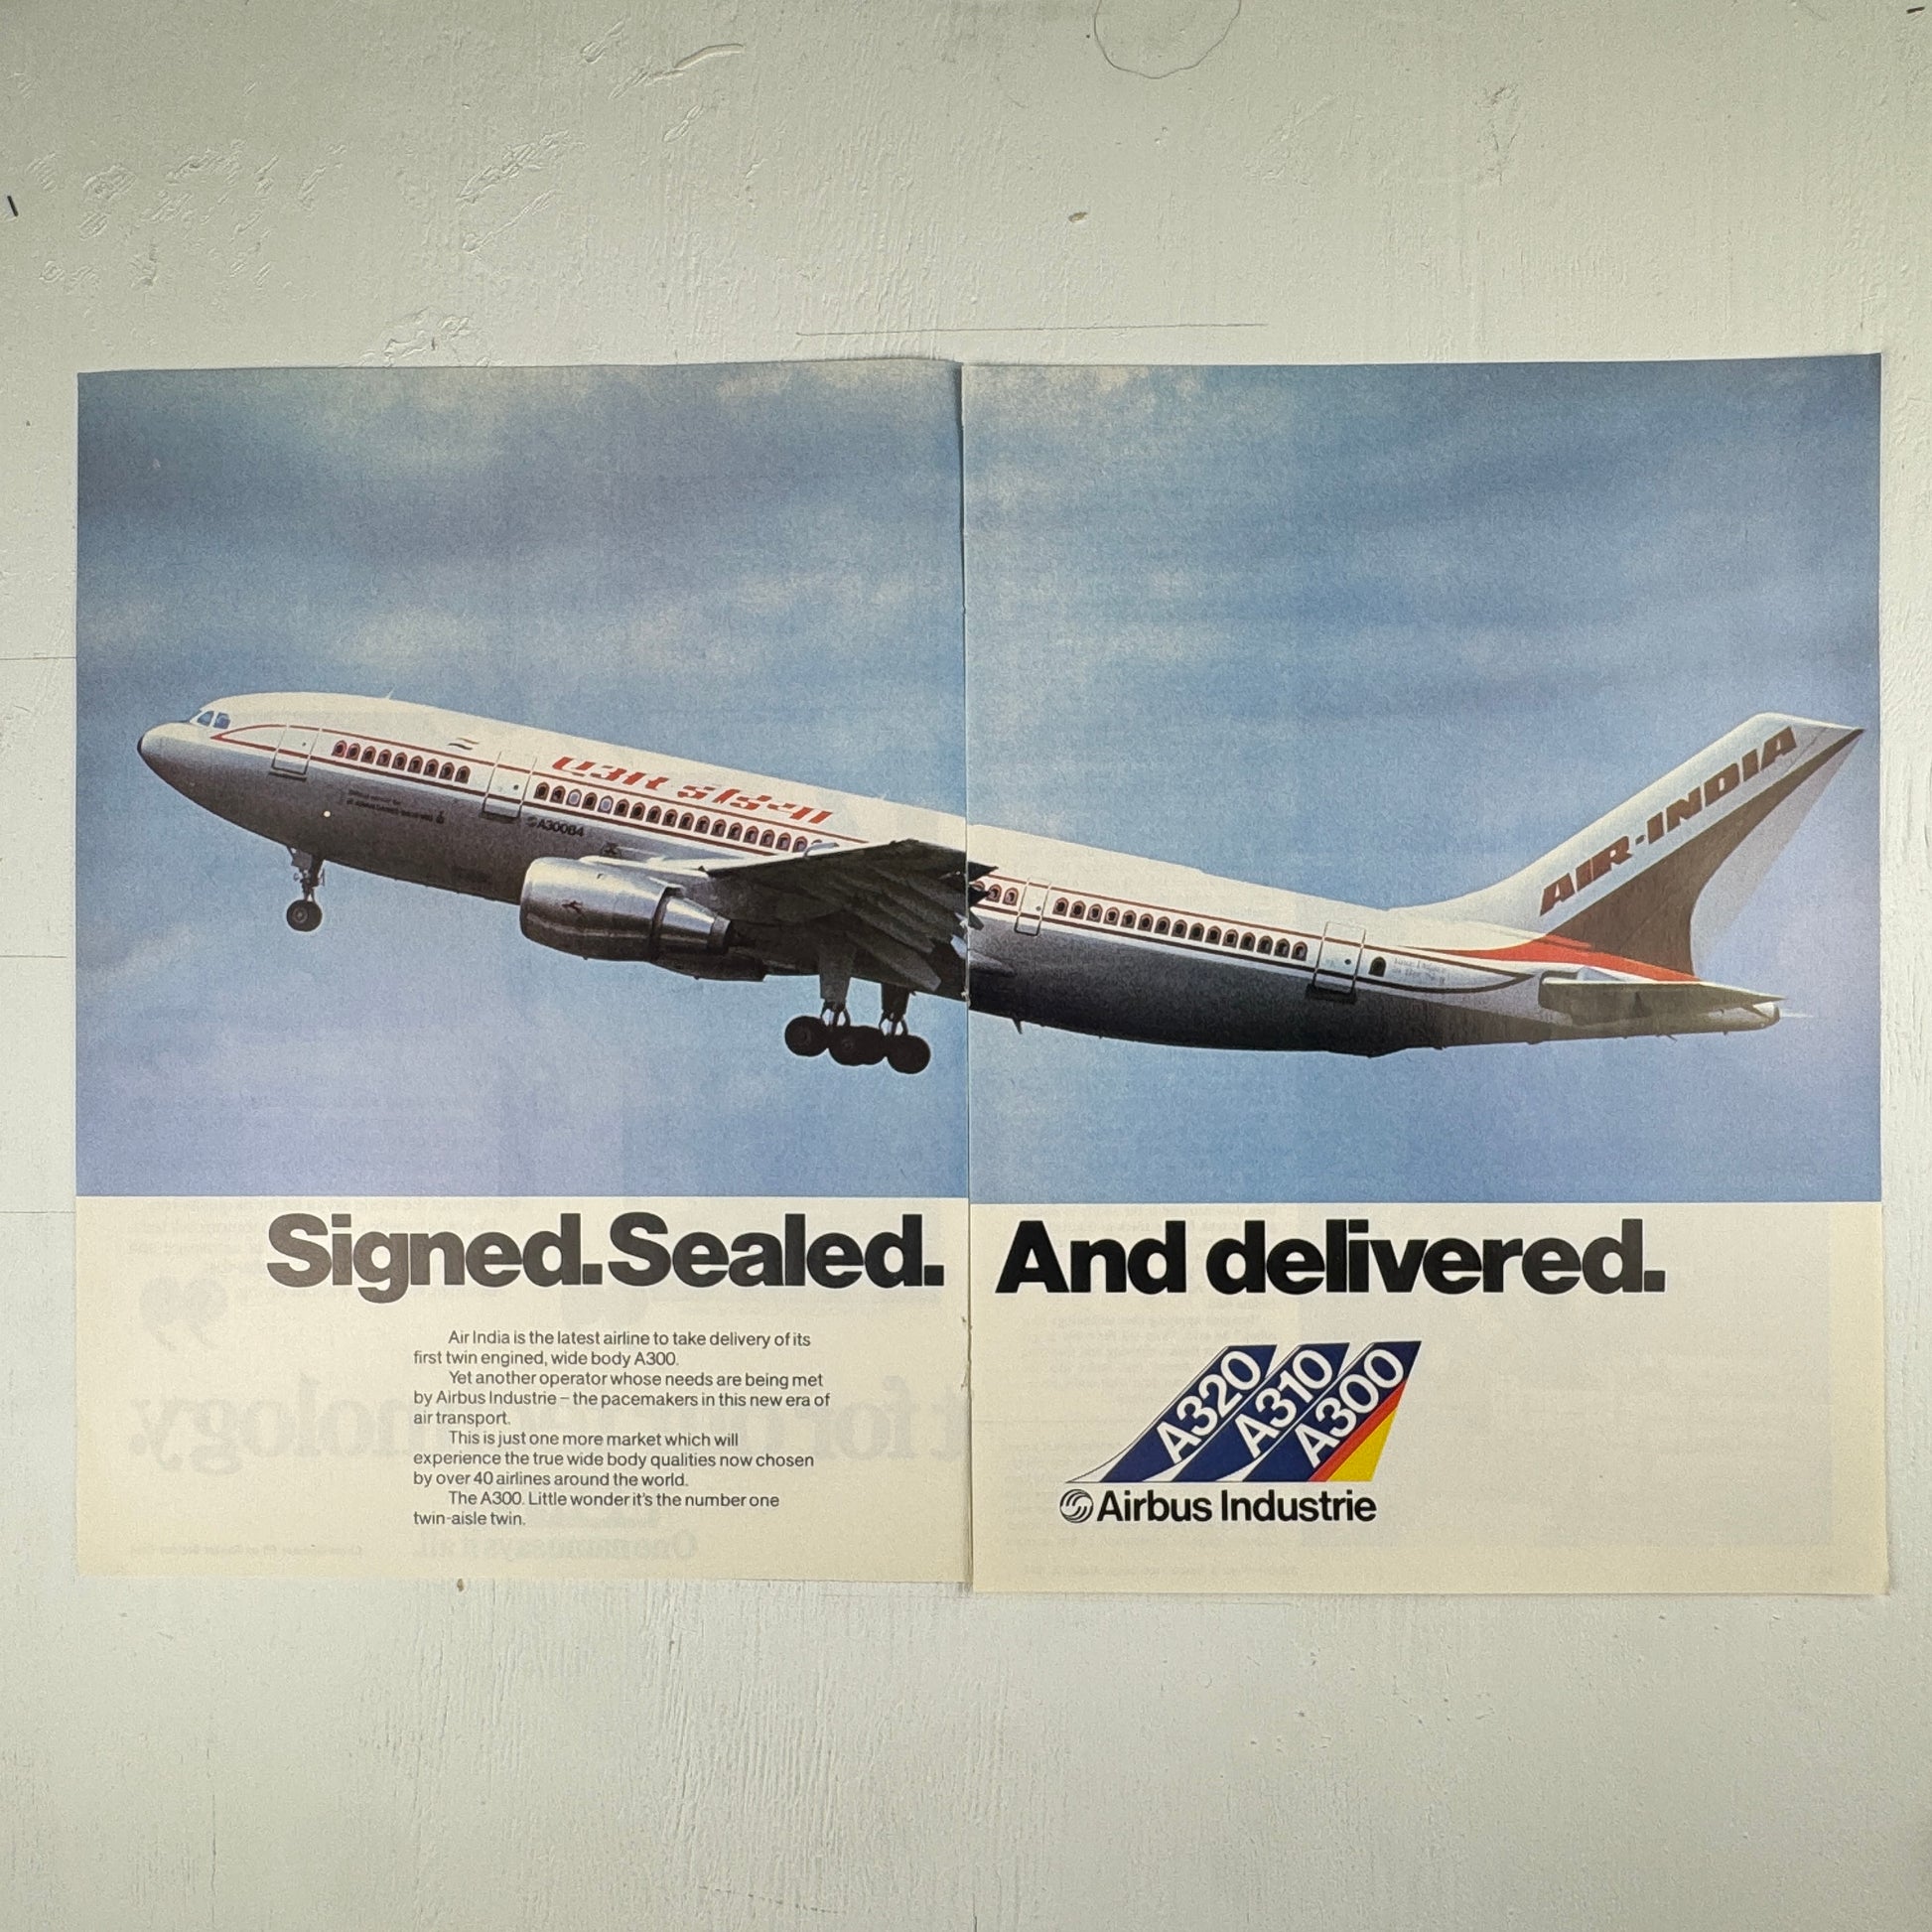 एअर इंडिया
A300B4
AIR-INDIA
Signed. Sealed. And delivered.
Air India is the latest airline to take delivery of its
first twin engined, wide body A300.
Yet another operator whose needs are being met
by Airbus Industrie – the pacemakers in this new era of
air transport.
This is just one more market which will
experience the true wide body qualities now chosen
by over 40 airlines around the world.
The A300. Little wonder it's the number one
twin-aisle twin.
A320
A310
A300
Airbus Industrie